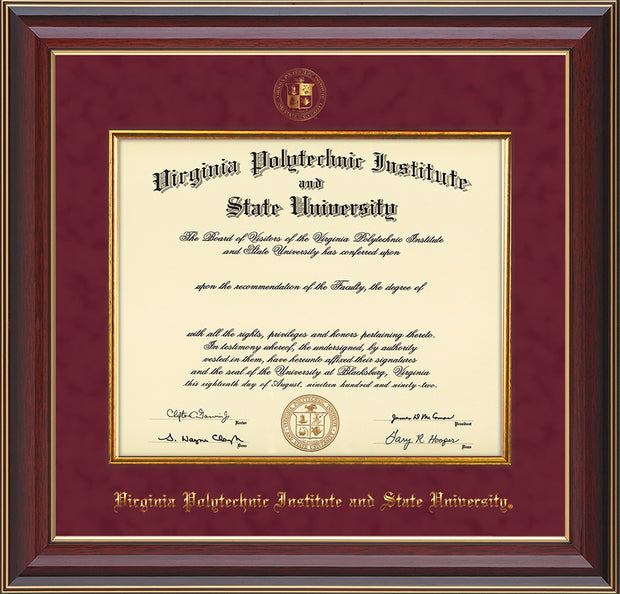 Virginia Polytechnic Institute
and
State University
The Board of Visitors of the Virginia Polytechnic Institute
and State University has conferred upon
upon the recommendation of the Faculty, the degree of
with all the rights, privileges and honors pertaining thereto.
In testimony whereof, the undersigned, by authority
vested in them, have hereunto affixed their signatures
and the seal of the University at Blacksburg, Virginia
this eighteenth day of August, nineteen hundred and ninety-two.
Rector
President
S. Wayne Clough
Gary R. Hooper
Dean
Dean
Virginia Polytechnic Institute and State University®